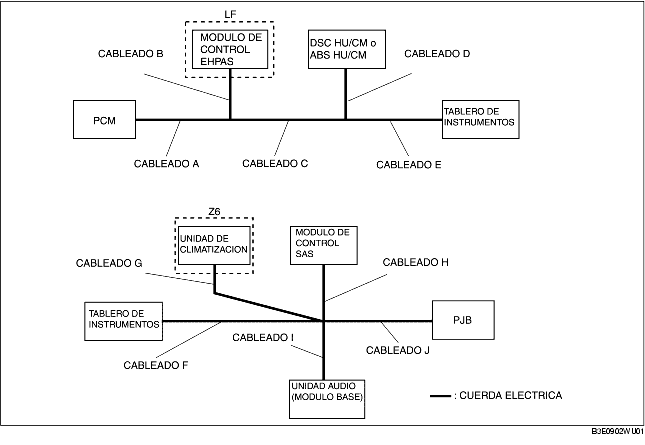 LF
MODULO DE
CONTROL
EHPAS
DSC HU/CM o
ABS HU/CM
CABLEADO B
CABLEADO D
PCM
TABLERO DE
INSTRUMENTOS
CABLEADO A
CABLEADO C
CABLEADO E
Z6
UNIDAD DE
CLIMATIZACION
MODULO DE
CONTROL
SAS
CABLEADO G
CABLEADO H
TABLERO DE
INSTRUMENTOS
PJB
CABLEADO I
CABLEADO J
CABLEADO F
UNIDAD AUDIO
(MODULO BASE)
: CUERDA ELECTRICA
B3E0902WU01